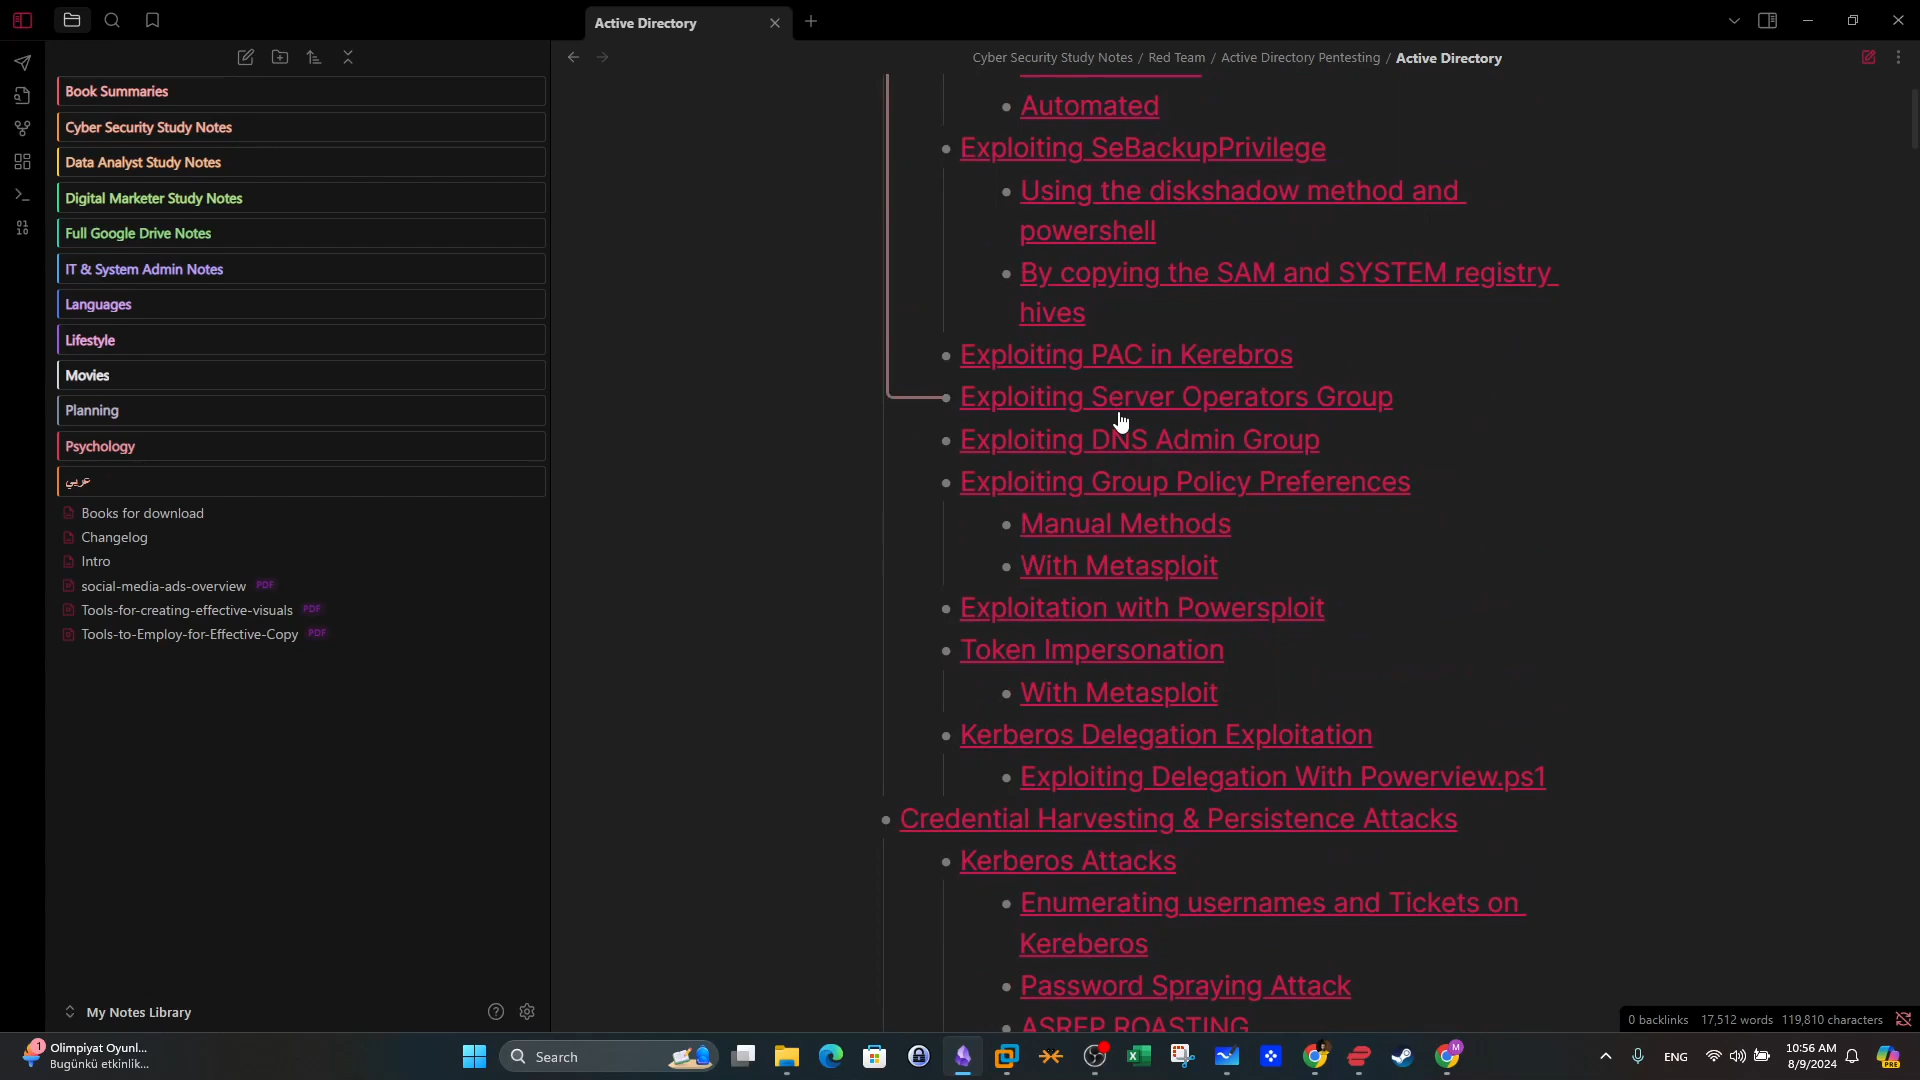 Active Directory
Cyber Security Study Notes / Red Team / Active Directory Pentesting / Active Directory
Book Summaries
Cyber Security Study Notes
Data Analyst Study Notes
Digital Marketer Study Notes
Full Google Drive Notes
IT & System Admin Notes
Languages
Lifestyle
Movies
Planning
Psychology
عربي
Books for download
Changelog
Intro
social-media-ads-overview PDF
Tools-for-creating-effective-visuals PDF
Tools-to-Employ-for-Effective-Copy PDF
My Notes Library
Automated
Exploiting SeBackupPrivilege
Using the diskshadow method and
powershell
By copying the SAM and SYSTEM registry
hives
Exploiting PAC in Kerebros
Exploiting Server Operators Group
Exploiting DNS Admin Group
Exploiting Group Policy Preferences
Manual Methods
With Metasploit
Exploitation with Powersploit
Token Impersonation
With Metasploit
Kerberos Delegation Exploitation
Exploiting Delegation With Powerview.ps1
Credential Harvesting & Persistence Attacks
Kerberos Attacks
Enumerating usernames and Tickets on
Kereberos
Password Spraying Attack
ASREP ROASTING
0 backlinks 17,512 words 119,810 characters
1
Olimpiyat Oyunl...
Bugünkü etkinlik...
Search
M
ENG
10:56 AM
8/9/2024
PRE